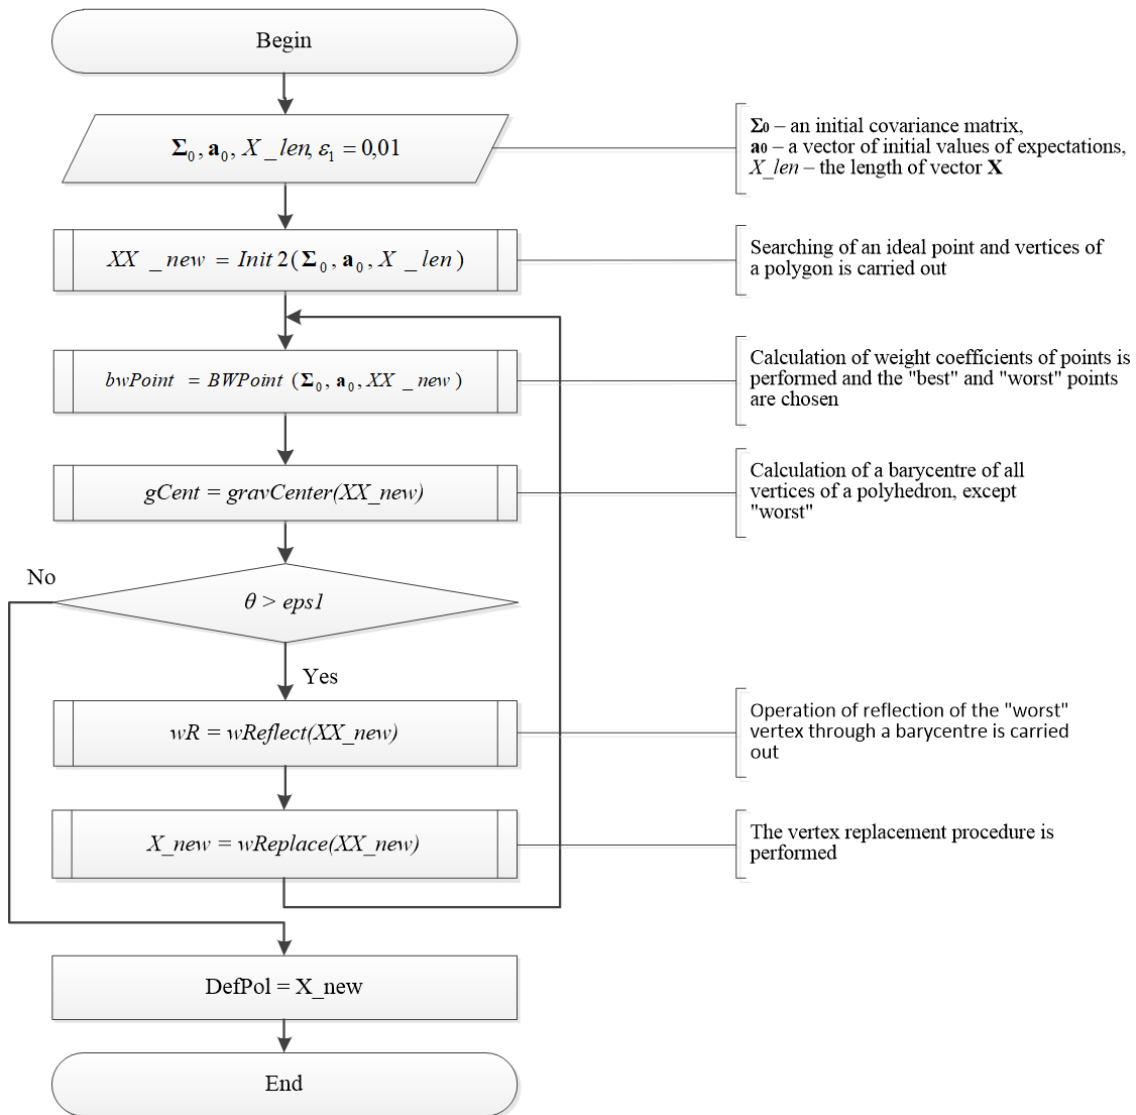 Begin
Σ₀, a₀, X_len, ε₁ = 0,01
Σ₀ – an initial covariance matrix,
a₀ – a vector of initial values of expectations,
X_len – the length of vector X
XX_new = Init2(Σ₀, a₀, X_len)
Searching of an ideal point and vertices of
a polygon is carried out
bwPoint = BWPoint (Σ₀, a₀, XX_new)
Calculation of weight coefficients of points is
performed and the "best" and "worst" points
are chosen
gCent = gravCenter(XX_new)
Calculation of a barycentre of all
vertices of a polyhedron, except
"worst"
No
θ > eps1
Yes
wR = wReflect(XX_new)
Operation of reflection of the "worst"
vertex through a barycentre is carried
out
X_new = wReplace(XX_new)
The vertex replacement procedure is
performed
DefPol = X_new
End